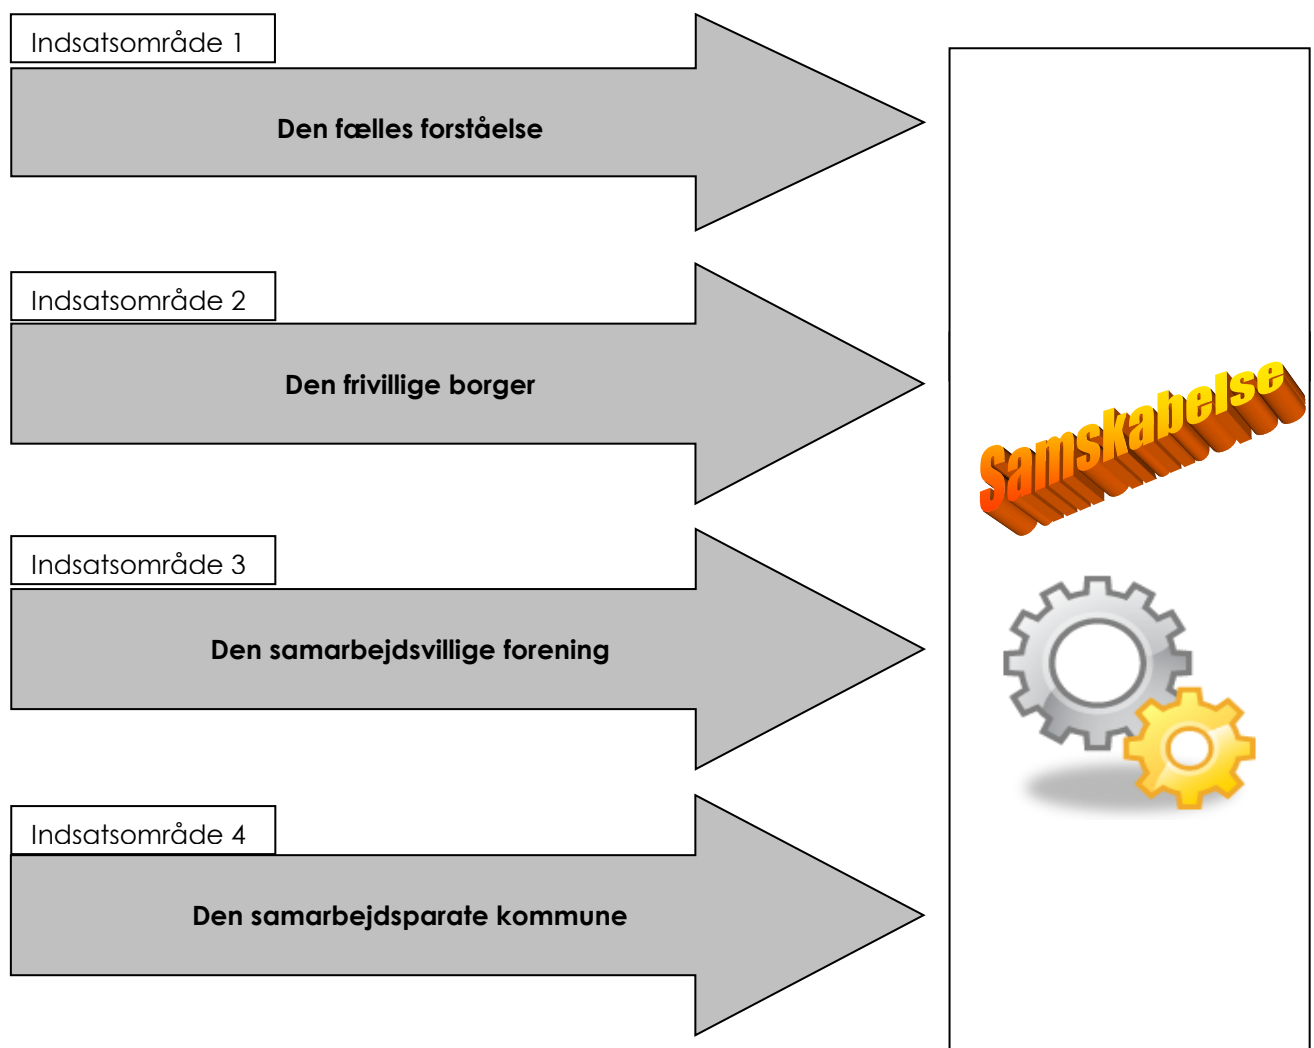 Indsatsområde 1
Den fælles forståelse
Indsatsområde 2
Den frivillige borger
Samskabelse
Indsatsområde 3
Den samarbejdsvillige forening
Indsatsområde 4
Den samarbejdsparate kommune